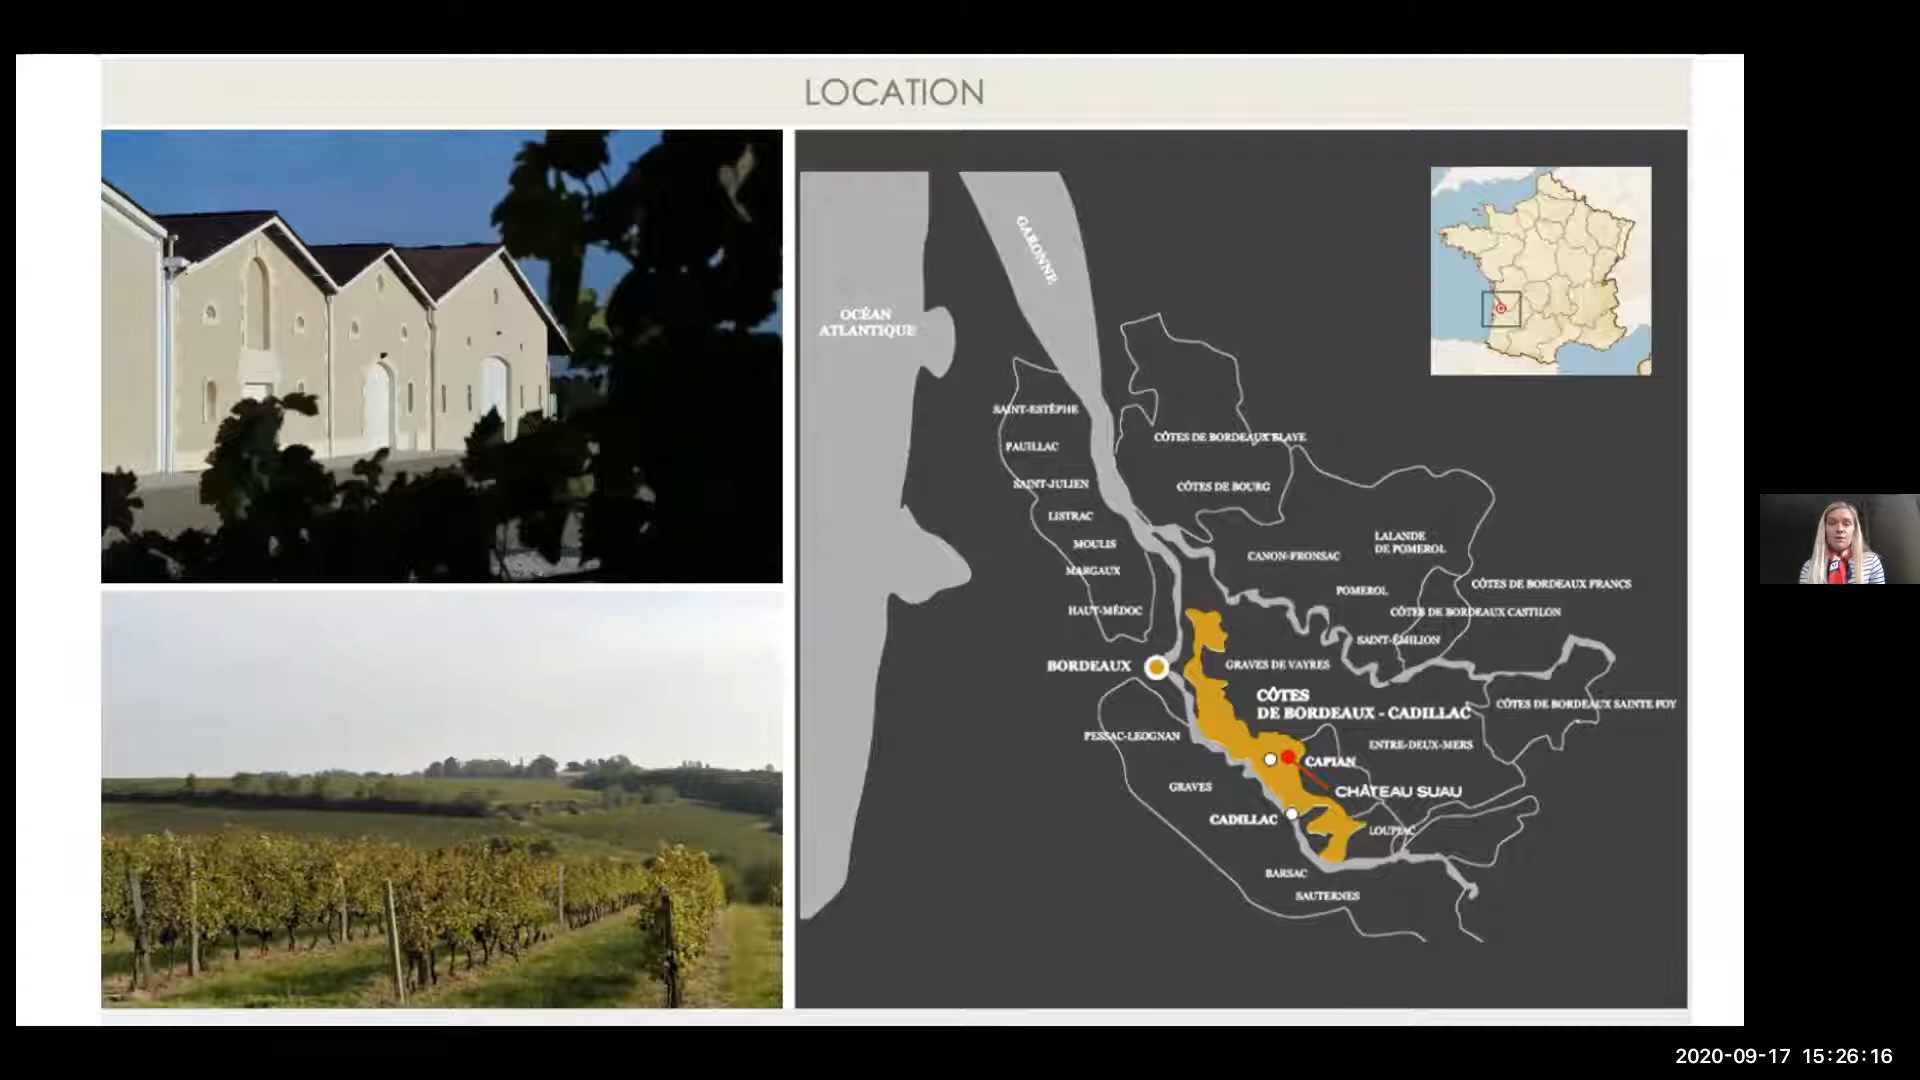 LOCATION
GARONNE
OCÉAN
ATLANTIQUE
SAINT-ESTÈPHE
PAUILLAC
SAINT-JULIEN
LISTRAC
MOULIS
MARGAUX
HAUT-MÉDOC
CÔTES DE BORDEAUX BLAYE
CÔTES DE BOURG
CANON-FRONSAC
LALANDE
DE POMEROL
POMEROL
CÔTES DE BORDEAUX FRANCS
CÔTES DE BORDEAUX CASTILON
SAINT-ÉMILION
BORDEAUX
GRAVES DE VAYRES
CÔTES
DE BORDEAUX - CADILLAC
CÔTES DE BORDEAUX SAINTE FOY
PESSAC-LEOGNAN
ENTRE-DEUX-MERS
CAPIAN
GRAVES
CHÂTEAU SUAU
CADILLAC
LOUPIAC
BARSAC
SAUTERNES
2020-09-17 15:26:16